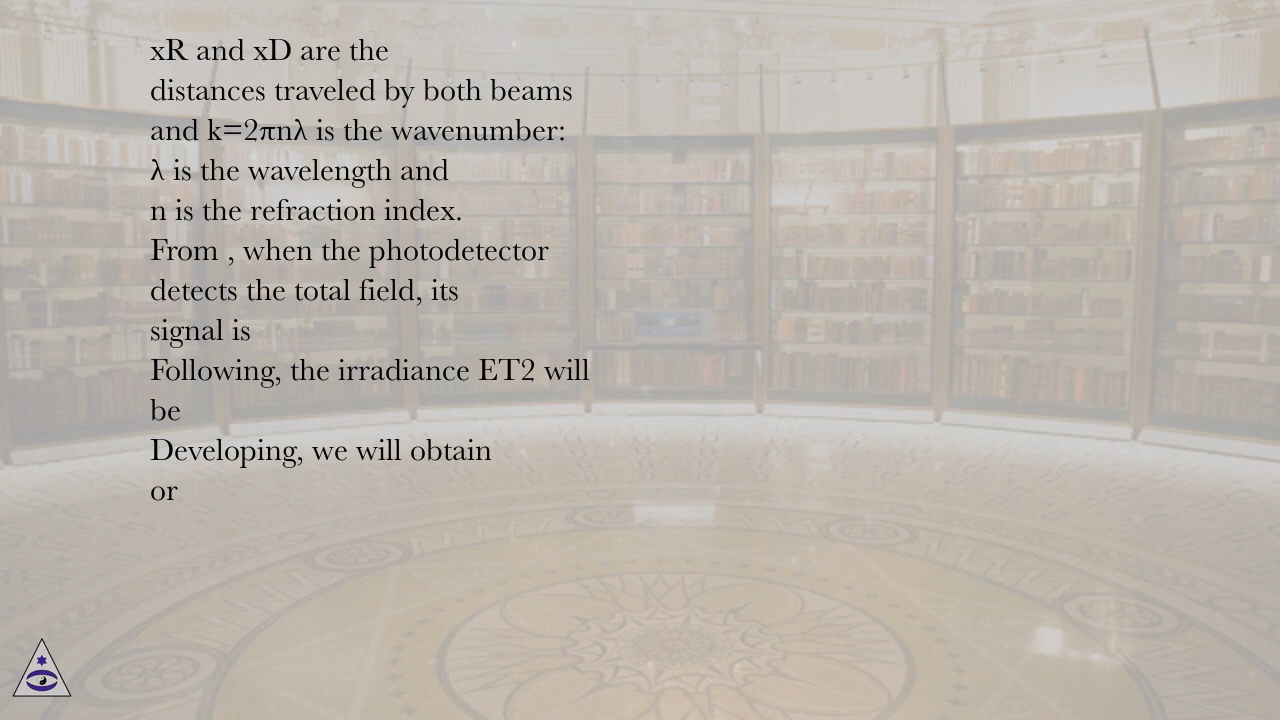 xR and xD are the
distances traveled by both beams
and k=2πnλ is the wavenumber:
λ is the wavelength and
n is the refraction index.
From , when the photodetector
detects the total field, its
signal is
Following, the irradiance ET2 will
be
Developing, we will obtain
or